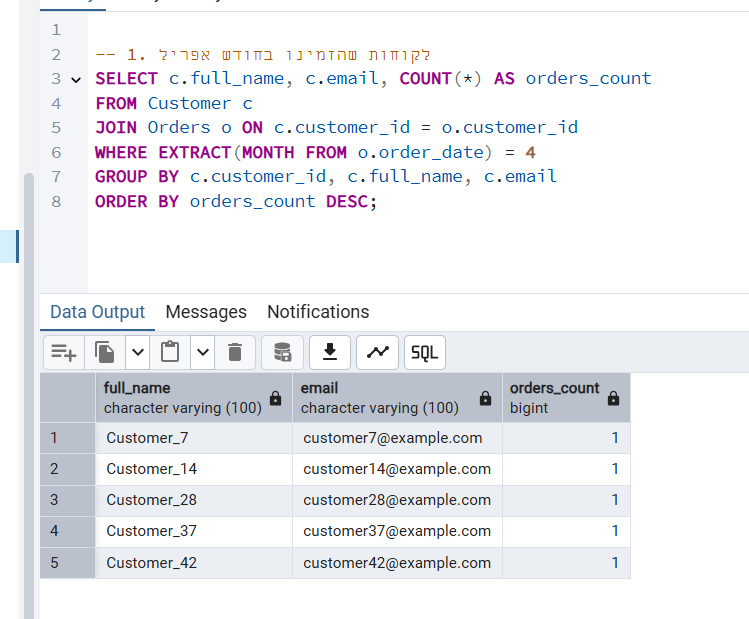 1
2 -- 1. לקוחות שהזמינו בחודש אפריל
3 SELECT c.full_name, c.email, COUNT(*) AS orders_count
4 FROM Customer c
5 JOIN Orders o ON c.customer_id = o.customer_id
6 WHERE EXTRACT(MONTH FROM o.order_date) = 4
7 GROUP BY c.customer_id, c.full_name, c.email
8 ORDER BY orders_count DESC;
Data Output Messages Notifications
SQL
full_name email orders_count
character varying (100) character varying (100) bigint
1 Customer_7 customer7@example.com 1
2 Customer_14 customer14@example.com 1
3 Customer_28 customer28@example.com 1
4 Customer_37 customer37@example.com 1
5 Customer_42 customer42@example.com 1